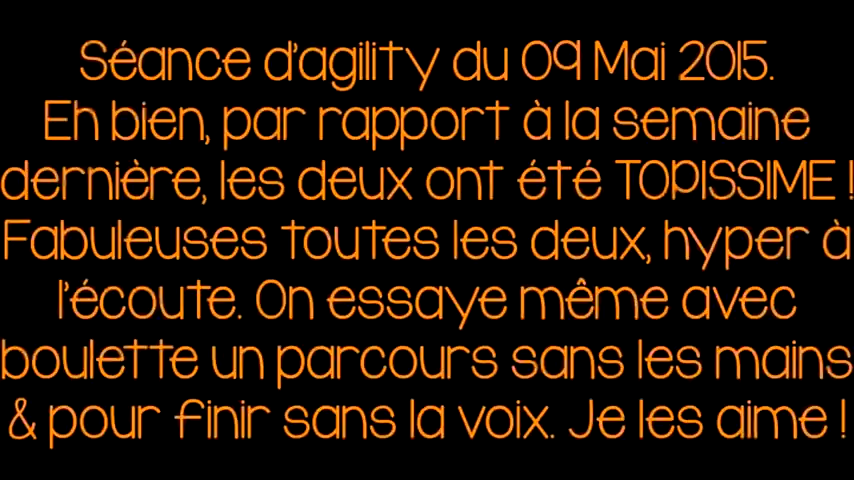 Séance d'agility du 09 Mai 2015.
Eh bien, par rapport à la semaine
dernière, les deux ont été TOPISSIME !
Fabuleuses toutes les deux, hyper à
l'écoute. On essaye même avec
boulette un parcours sans les mains
& pour finir sans la voix. Je les aime !